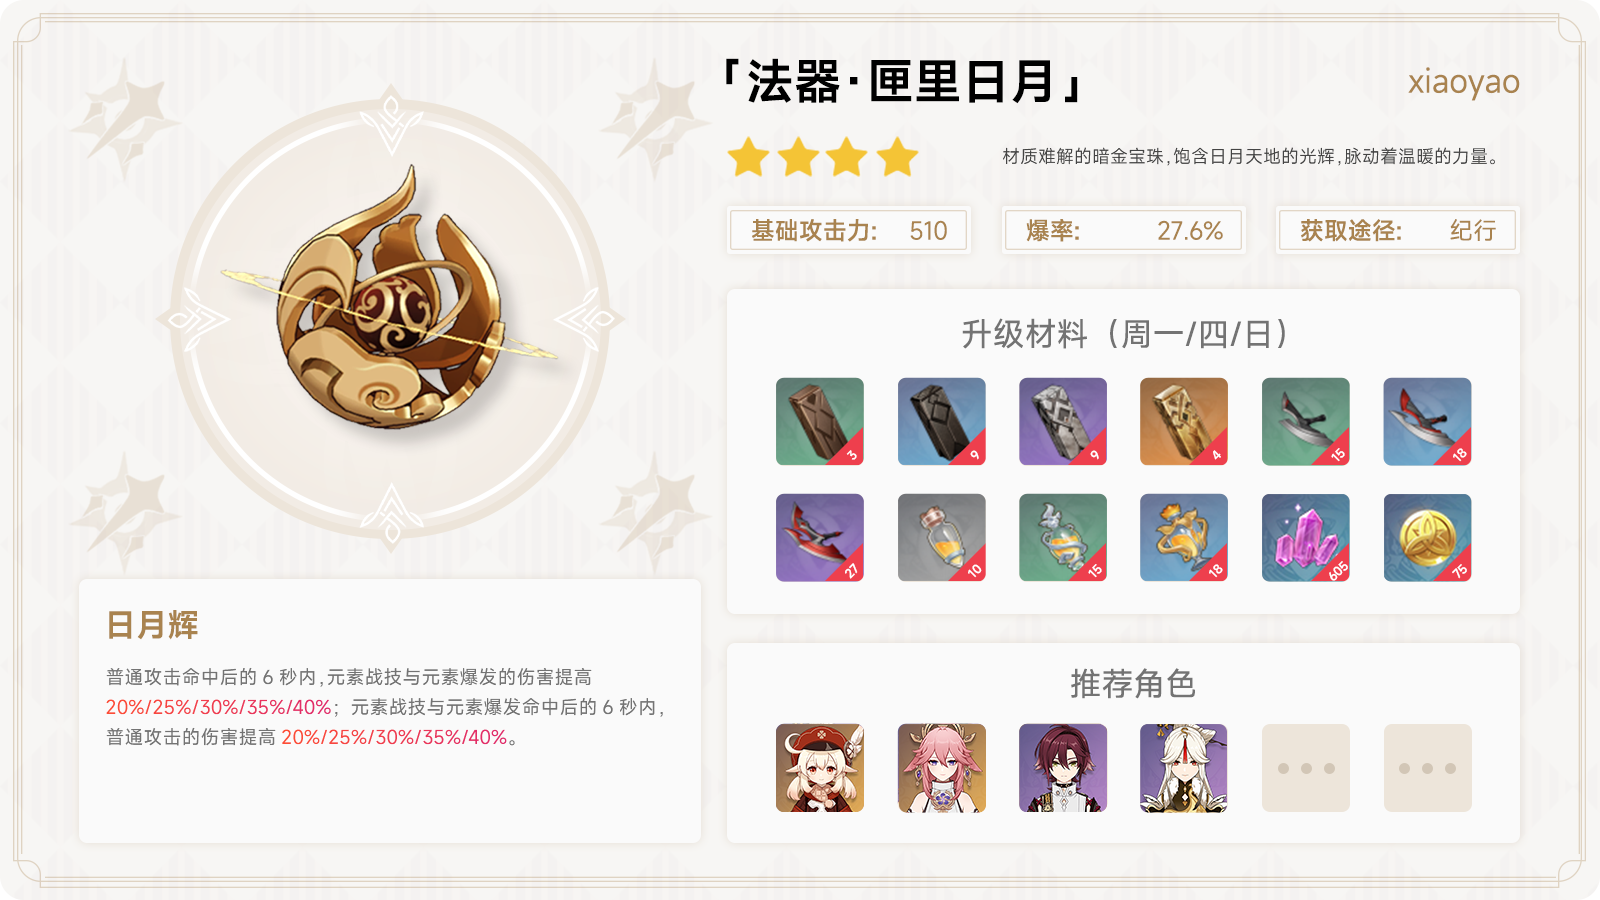 「法器·匣里日月」
xiaoyao
材质难解的暗金宝珠,饱含日月天地的光辉,脉动着温暖的力量。
基础攻击力: 510
爆率: 27.6%
获取途径: 纪行
升级材料（周一/四/日）
3 9 9 4 15 18
27 10 15 18 605 75
日月辉
普通攻击命中后的 6 秒内,元素战技与元素爆发的伤害提高
20%/25%/30%/35%/40%；元素战技与元素爆发命中后的 6 秒内,
普通攻击的伤害提高 20%/25%/30%/35%/40%。
推荐角色